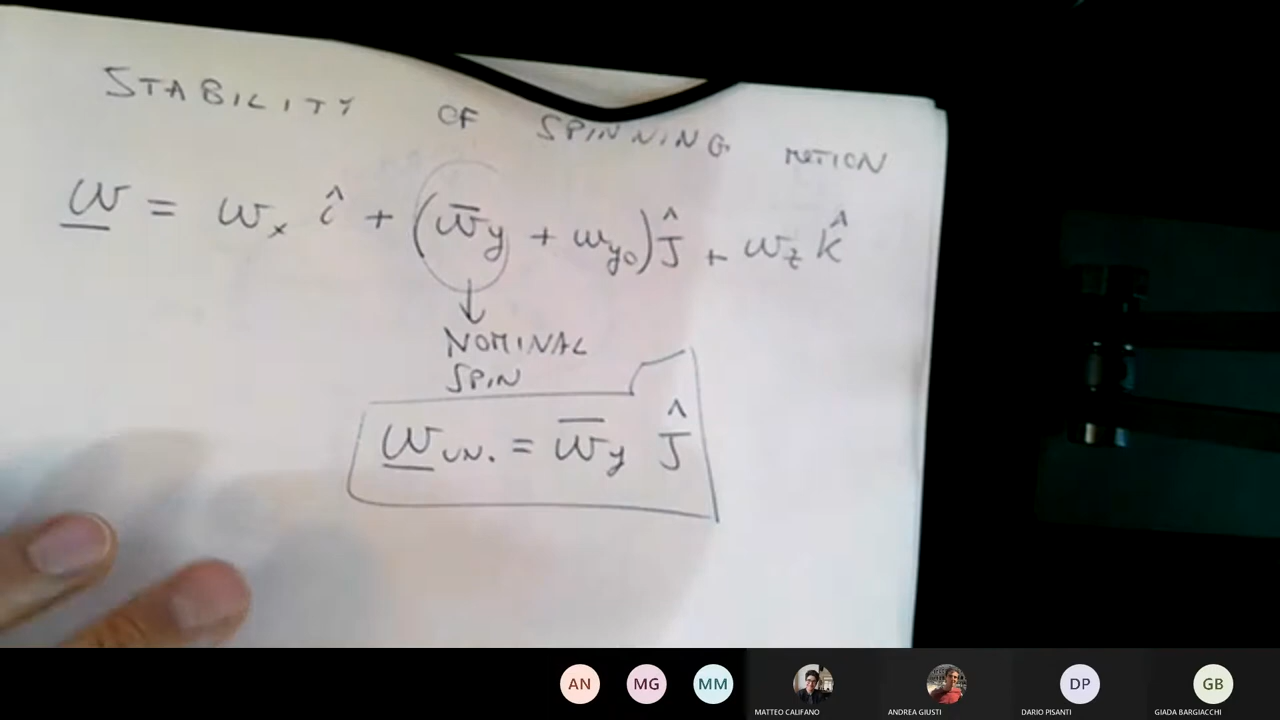 STABILITY OF SPINNING MOTION
ω = ωx î + (ω̄y + ωy₀) ĵ + ωz k̂
↓
NOMINAL
SPIN
ω UN. = ω̄y ĵ
AN MG MM DP GB
MATTEO CALIFANO ANDREA GIUSTI DARIO PISANTI GIADA BARGIACCHI